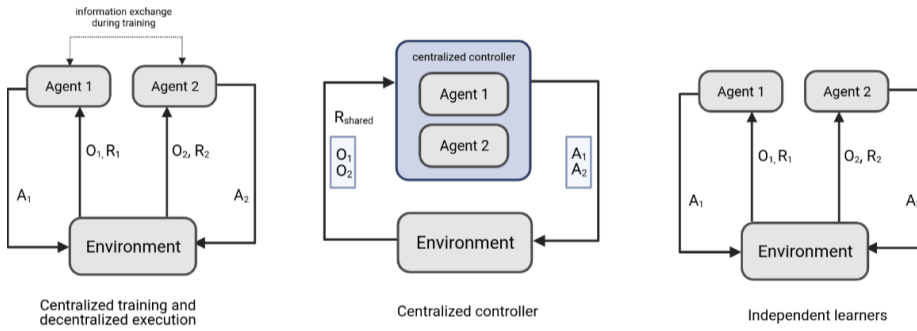 information exchange
during training
Agent 1
Agent 2
O₁, R₁
O₂, R₂
A₁
A₂
Environment
Centralized training and
decentralized execution
centralized controller
Agent 1
Agent 2
Rshared
O₁
O₂
A₁
A₂
Environment
Centralized controller
Agent 1
Agent 2
O₁, R₁
O₂, R₂
A₁
A
Environment
Independent learners